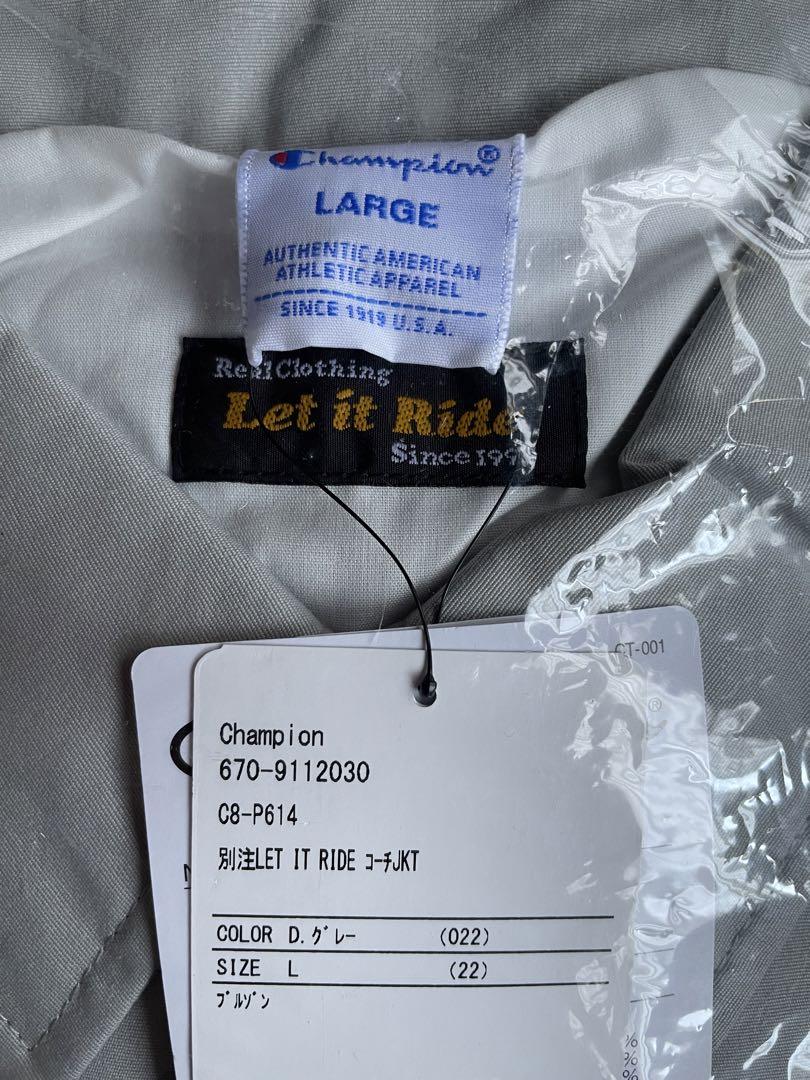 Champion®
LARGE
AUTHENTIC AMERICAN
ATHLETIC APPAREL
SINCE 1919 U.S.A.
Real Clothing
Let it Ride
Since
CT-001
®
Champion
670-9112030
C8-P614
別注LET IT RIDE ｺｰﾁJKT
COLOR D.ｸﾞﾚｰ (022)
SIZE L (22)
ﾌﾞﾙｿﾞﾝ
%
%
%